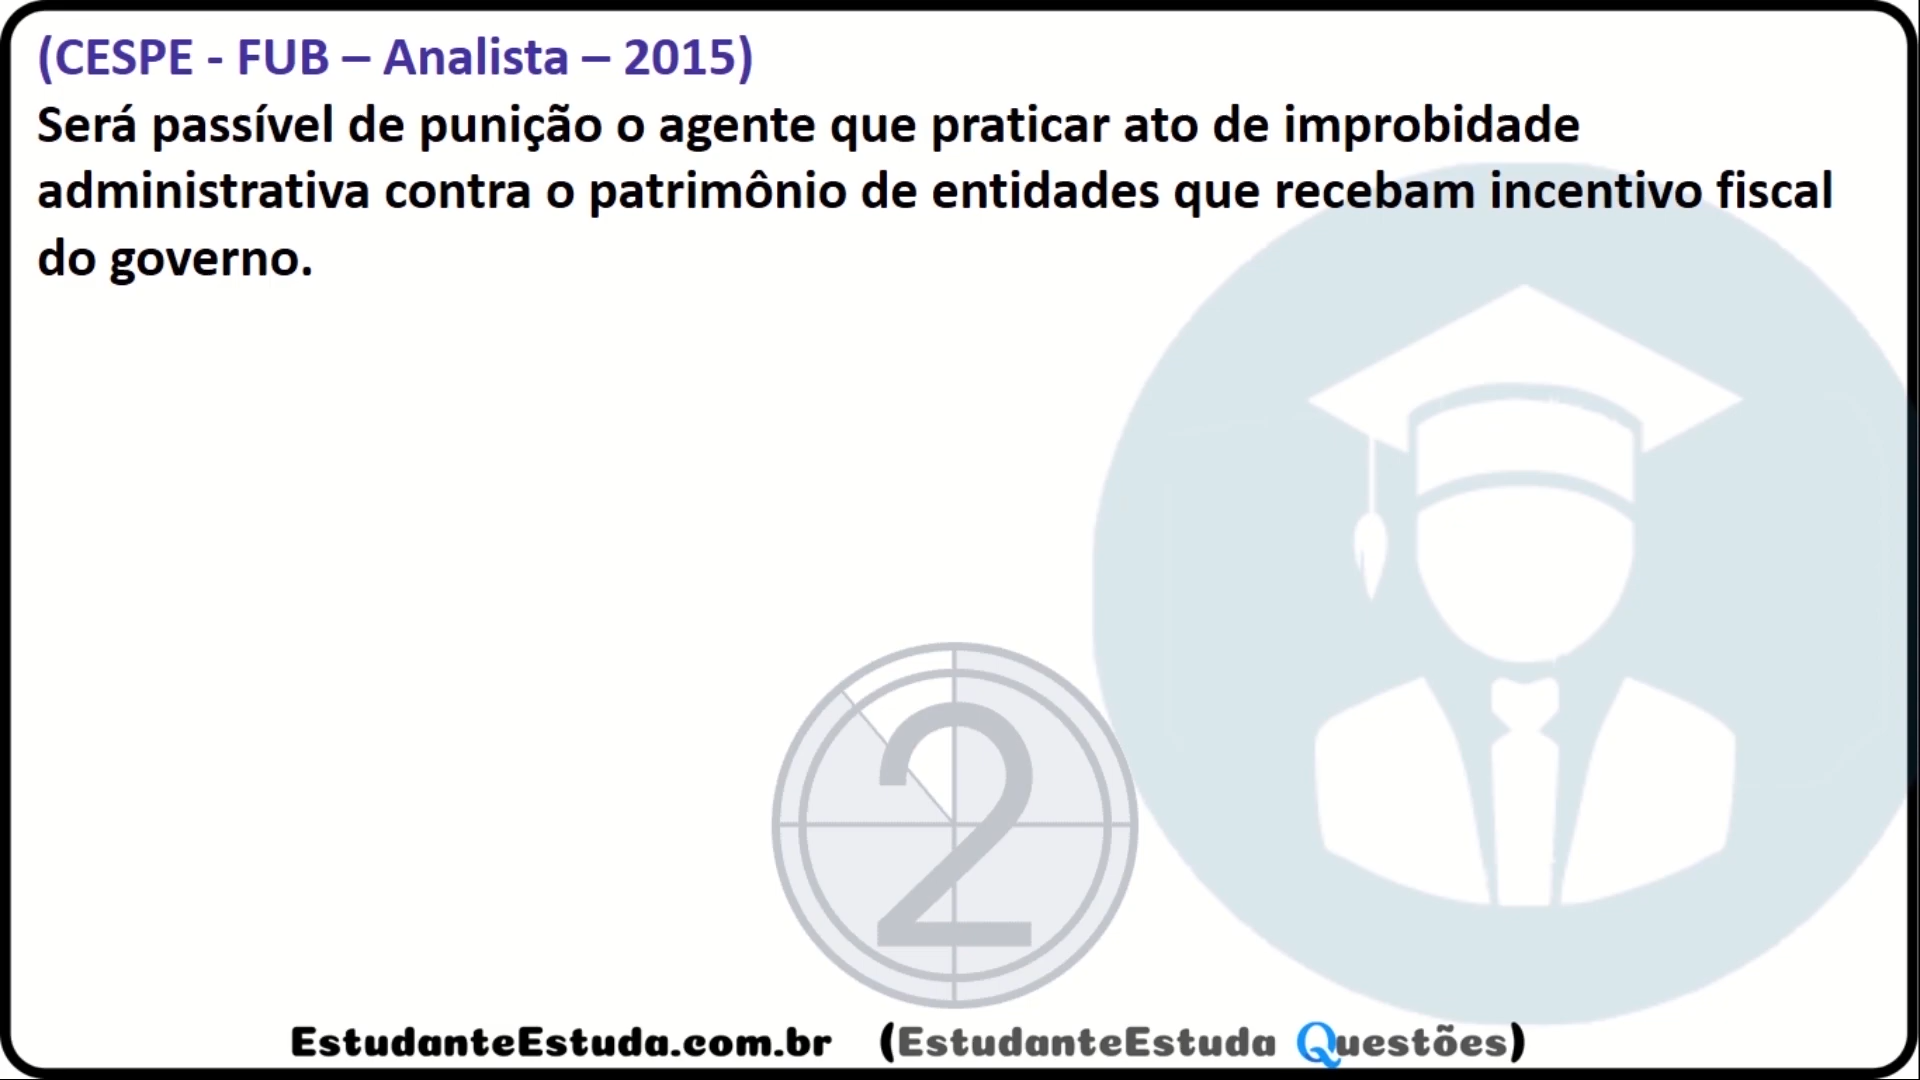 (CESPE - FUB – Analista – 2015)
Será passível de punição o agente que praticar ato de improbidade
administrativa contra o patrimônio de entidades que recebam incentivo fiscal
do governo.
2
EstudanteEstuda.com.br (EstudanteEstuda Questões)